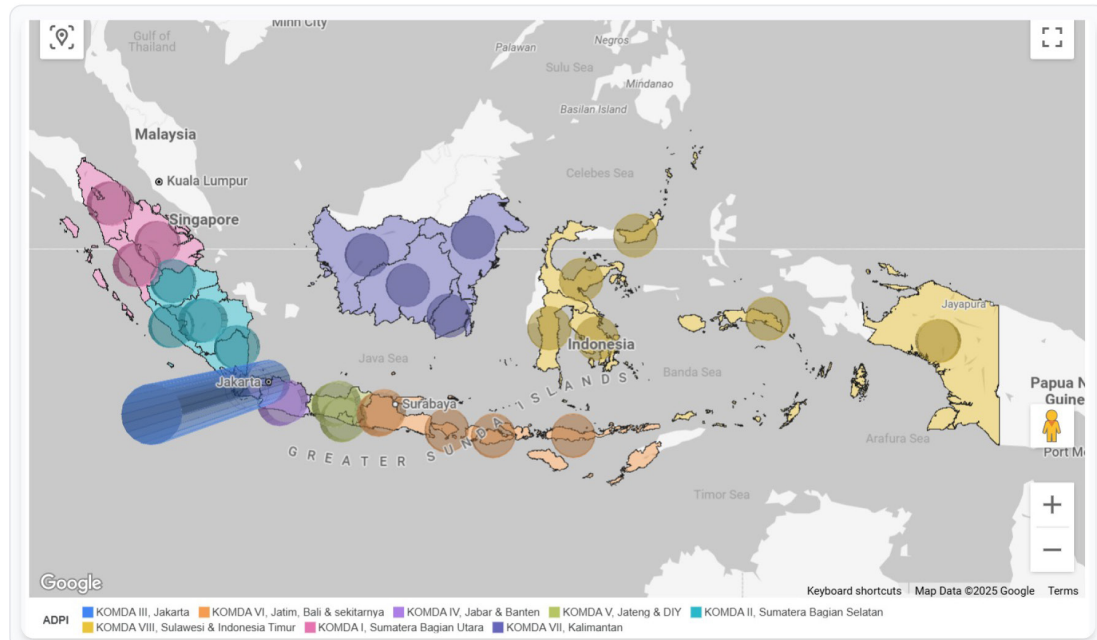 Minh City
Gulf of
Thailand
Palawan
Negros
Sulu Sea
Mindanao
Basilan Island
Malaysia
Kuala Lumpur
Celebes Sea
Singapore
Jayapura
Indonesia
Java Sea
Banda Sea
Jakarta
Papua N
Guine
Surabaya
GREATER SUNDA ISLANDS
Arafura Sea
Port Mo
Timor Sea
Google
Keyboard shortcuts
Map Data ©2025 Google
Terms
ADPI
KOMDA III, Jakarta
KOMDA VI, Jatim, Bali & sekitarnya
KOMDA IV, Jabar & Banten
KOMDA V, Jateng & DIY
KOMDA II, Sumatera Bagian Selatan
KOMDA VIII, Sulawesi & Indonesia Timur
KOMDA I, Sumatera Bagian Utara
KOMDA VII, Kalimantan